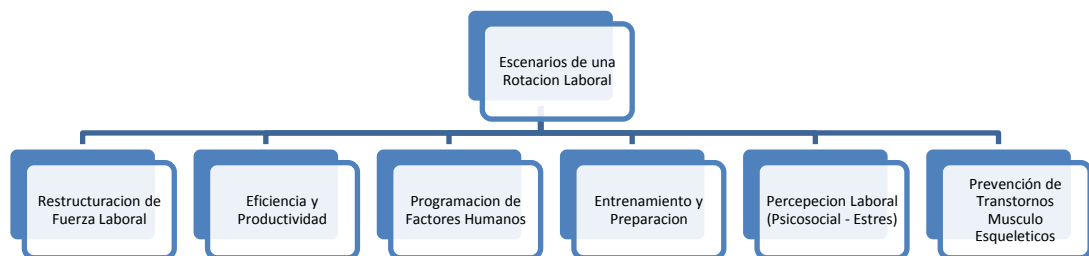 Escenarios de una
Rotacion Laboral
Restructuracion de
Fuerza Laboral
Eficiencia y
Productividad
Programacion de
Factores Humanos
Entrenamiento y
Preparacion
Percepecion Laboral
(Psicosocial - Estres)
Prevención de
Transtornos
Musculo
Esqueleticos